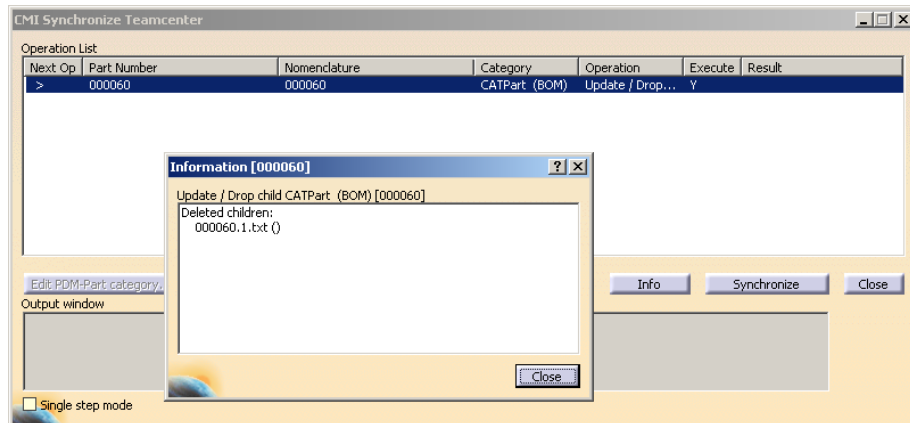 CMI Synchronize Teamcenter
Operation List
Next Op Part Number Nomenclature Category Operation Execute Result
> 000060 000060 CATPart (BOM) Update / Drop... Y
Information [000060]
Update / Drop child CATPart (BOM) [000060]
Deleted children:
000060.1.txt ()
Edit PDM-Part category. Info Synchronize Close
Output window
Close
Single step mode